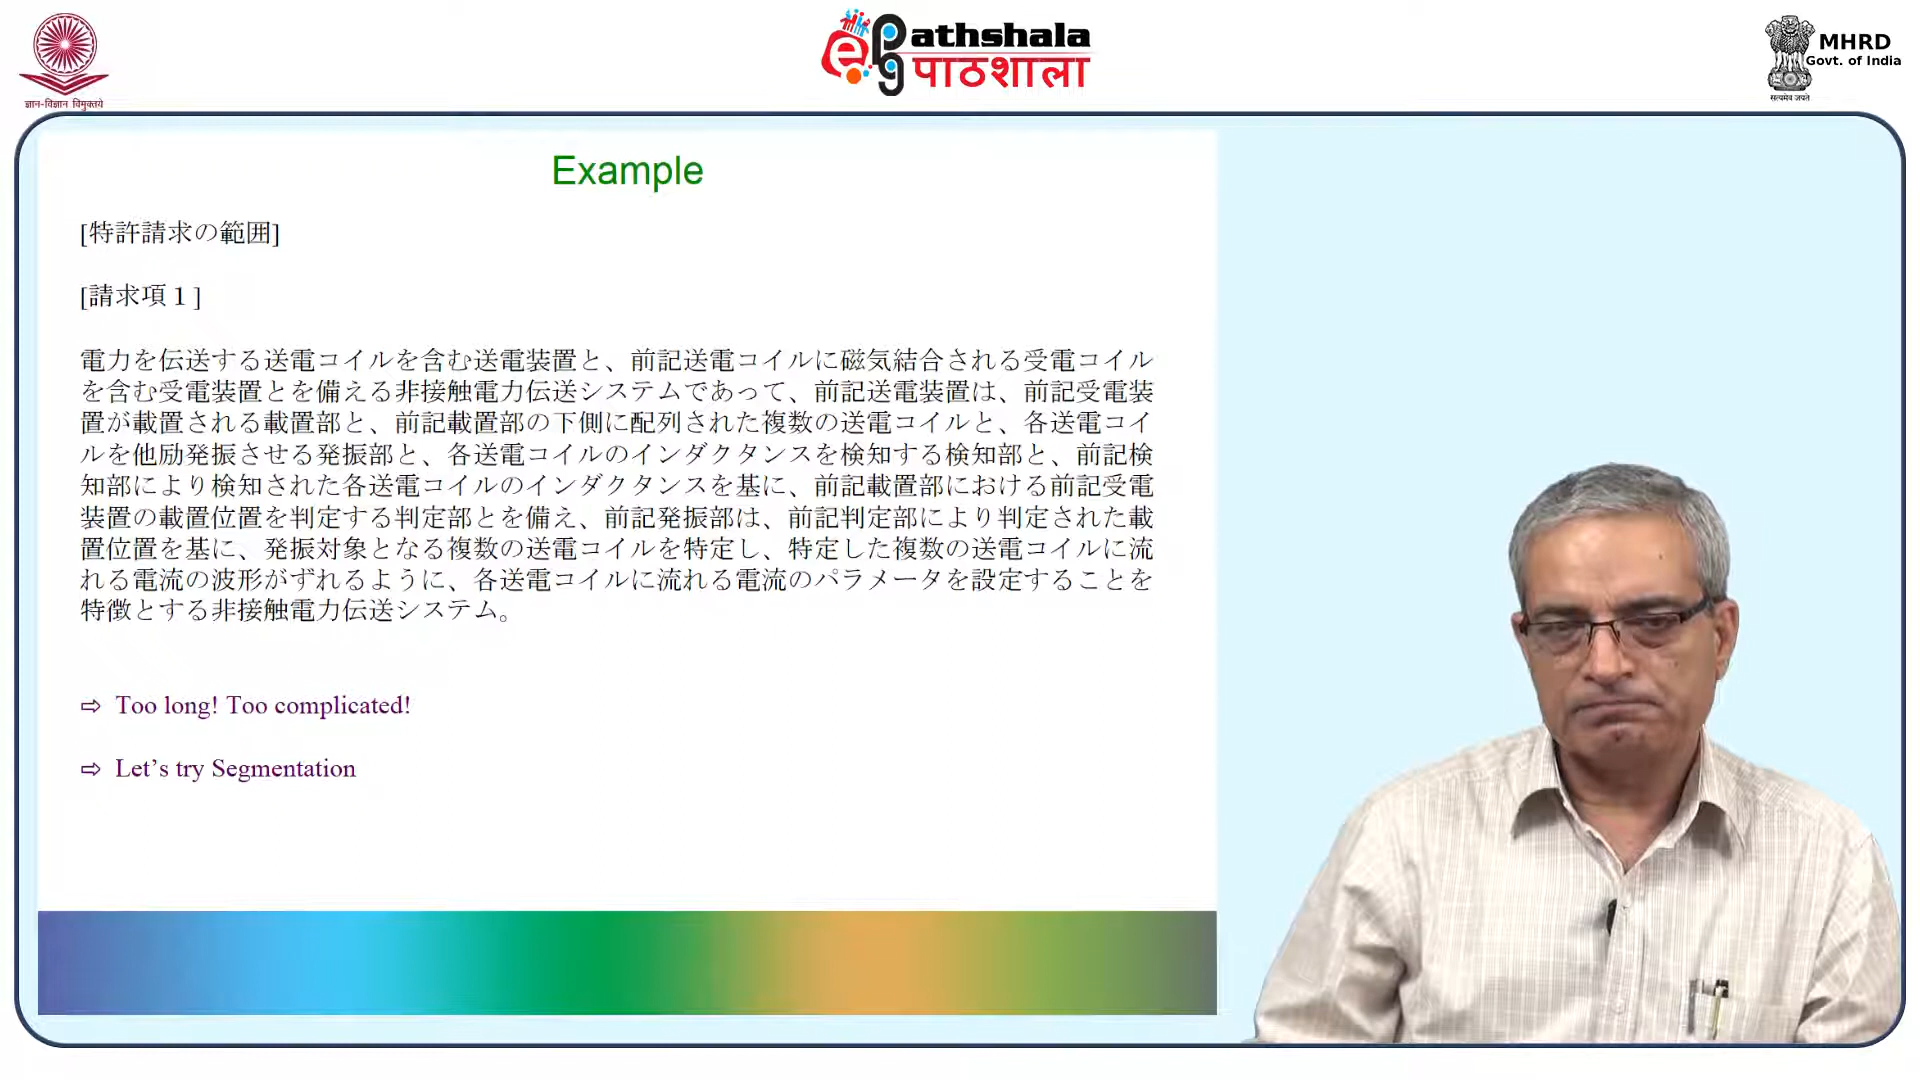 ज्ञान-विज्ञान विमुक्तये
ePathshala
पाठशाला
MHRD
Govt. of India
सत्यमेव जयते
Example
[特許請求の範囲]
[請求項１]
電力を伝送する送電コイルを含む送電装置と、前記送電コイルに磁気結合される受電コイル
を含む受電装置とを備える非接触電力伝送システムであって、前記送電装置は、前記受電装
置が載置される載置部と、前記載置部の下側に配列された複数の送電コイルと、各送電コイ
ルを他励発振させる発振部と、各送電コイルのインダクタンスを検知する検知部と、前記検
知部により検知された各送電コイルのインダクタンスを基に、前記載置部における前記受電
装置の載置位置を判定する判定部とを備え、前記発振部は、前記判定部により判定された載
置位置を基に、発振対象となる複数の送電コイルを特定し、特定した複数の送電コイルに流
れる電流の波形がずれるように、各送電コイルに流れる電流のパラメータを設定することを
特徴とする非接触電力伝送システム。
⇨ Too long! Too complicated!
⇨ Let’s try Segmentation